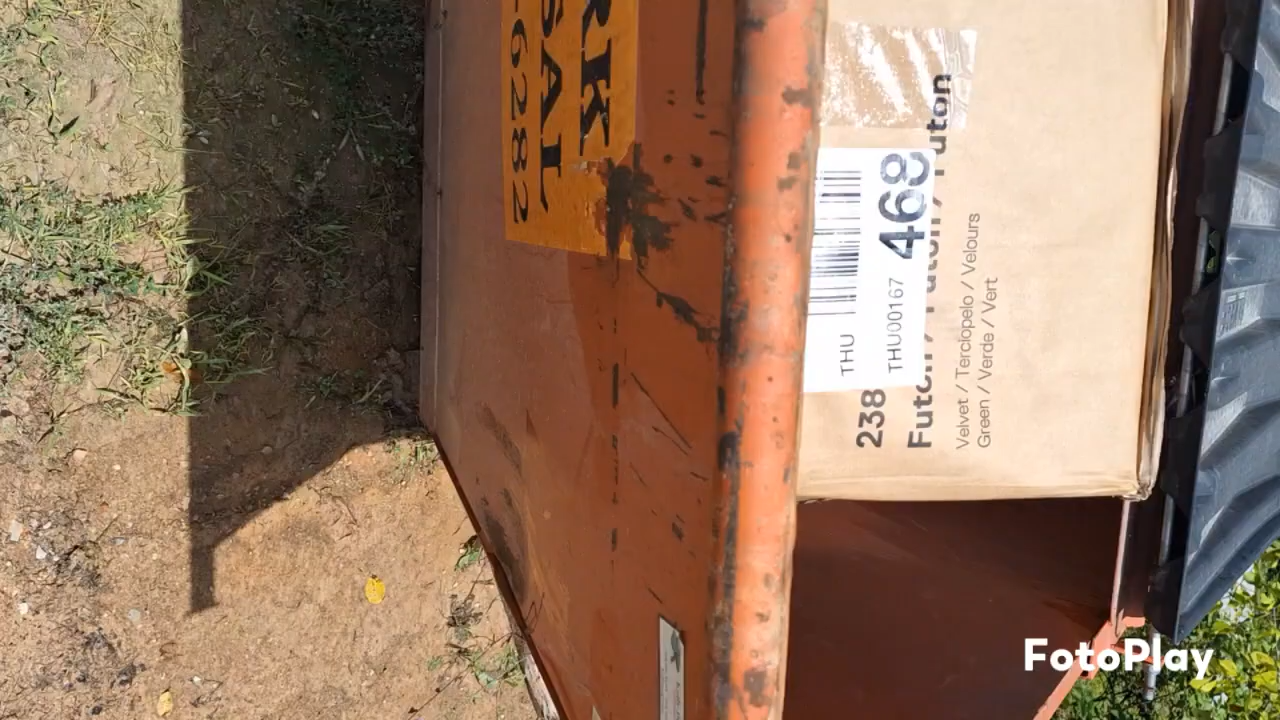 RK
SAL
-6282
THU
THU00167 468
238
Futon / Futon / Futon
Velvet / Terciopelo / Velours
Green / Verde / Vert
FotoPlay